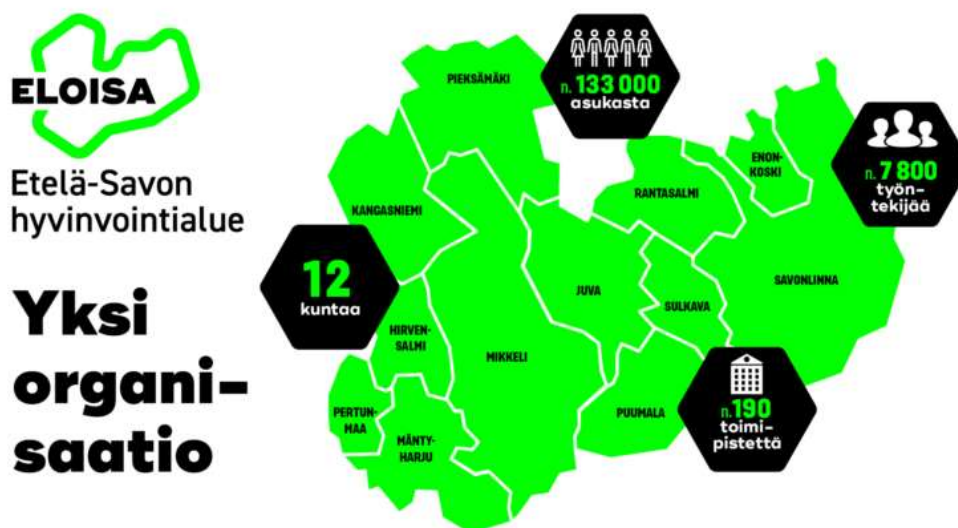 ELOISA
Etelä-Savon
hyvinvointialue
Yksi
organi-
saatio
n. 133 000
asukasta
n. 7 800
työn-
tekijää
12
kuntaa
n.190
toimi-
pistettä
PIEKSÄMÄKI
KANGASNIEMI
HIRVEN-
SALMI
PERTUN-
MAA
MÄNTY-
HARJU
MIKKELI
JUVA
RANTASALMI
ENON-
KOSKI
SULKAVA
SAVONLINNA
PUUMALA